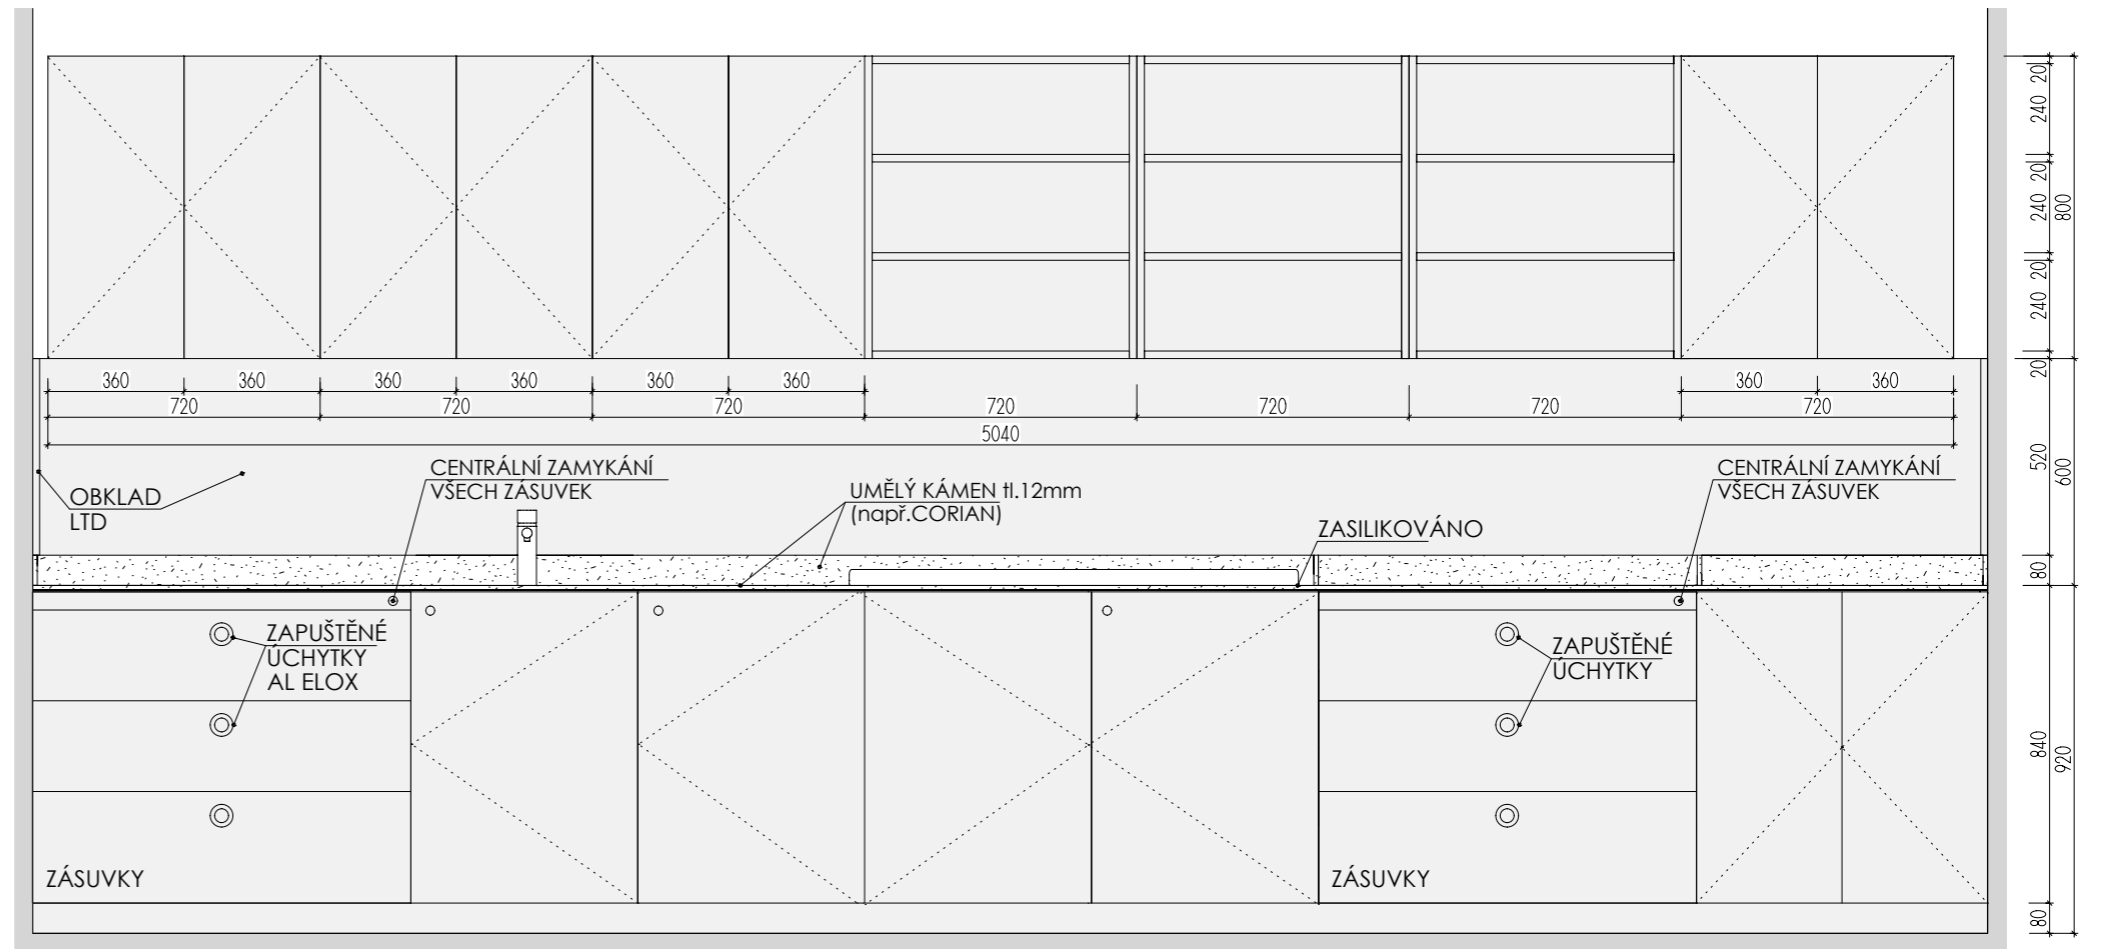 20
240
20
240
800
20
240
20
360
360
360
360
360
360
360
360
720
720
720
720
720
720
720
5040
520
600
CENTRÁLNÍ ZAMYKÁNÍ
VŠECH ZÁSUVEK
CENTRÁLNÍ ZAMYKÁNÍ
VŠECH ZÁSUVEK
OBKLAD
LTD
UMĚLÝ KÁMEN tl.12mm
(např.CORIAN)
ZASILIKOVÁNO
80
ZAPUŠTĚNÉ
ÚCHYTKY
AL ELOX
ZAPUŠTĚNÉ
ÚCHYTKY
840
920
ZÁSUVKY
ZÁSUVKY
80